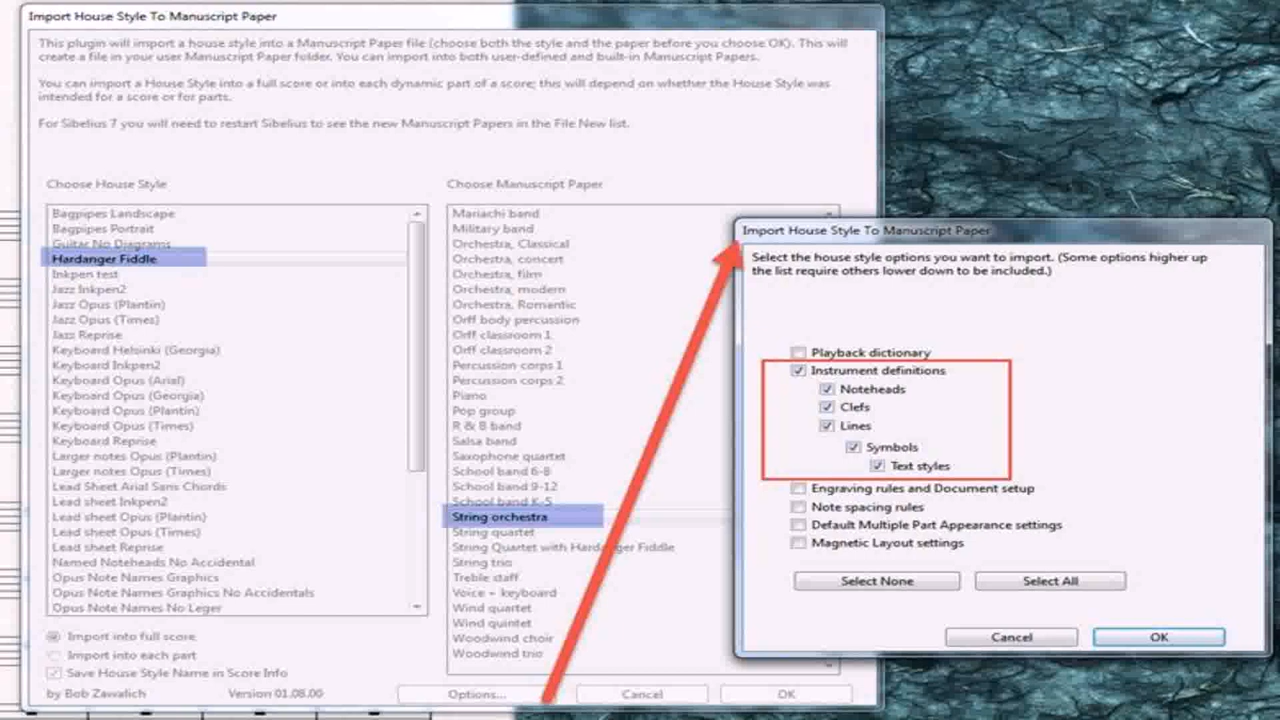 Import House Style To Manuscript Paper
This plugin will import a house style into a Manuscript Paper file (choose both the style and the paper before you choose OK). This will
create a file in your user Manuscript Paper folder. You can import into both user-defined and built-in Manuscript Papers.
You can import a House Style into a full score or into each dynamic part of a score; this will depend on whether the House Style was
intended for a score or for parts.
For Sibelius 7 you will need to restart Sibelius to see the new Manuscript Papers in the File New list.
Choose House Style
Bagpipes Landscape
Bagpipes Portrait
Guitar No Diagrams
Hardanger Fiddle
Inkpen test
Jazz Inkpen2
Jazz Opus (Plantin)
Jazz Opus (Times)
Jazz Reprise
Keyboard Helsinki (Georgia)
Keyboard Inkpen2
Keyboard Opus (Arial)
Keyboard Opus (Georgia)
Keyboard Opus (Plantin)
Keyboard Opus (Times)
Keyboard Reprise
Larger notes Opus (Plantin)
Larger notes Opus (Times)
Lead Sheet Arial Sans Chords
Lead sheet Inkpen2
Lead sheet Opus (Plantin)
Lead sheet Opus (Times)
Lead sheet Reprise
Named Noteheads No Accidental
Opus Note Names Graphics
Opus Note Names Graphics No Accidentals
Opus Note Names No Leger
Choose Manuscript Paper
Mariachi band
Military band
Orchestra, Classical
Orchestra, concert
Orchestra, film
Orchestra, modern
Orchestra, Romantic
Orff body percussion
Orff classroom 1
Orff classroom 2
Percussion corps 1
Percussion corps 2
Piano
Pop group
R & B band
Salsa band
Saxophone quartet
School band 6-8
School band 9-12
School band K-5
String orchestra
String quartet
String Quartet with Hardanger Fiddle
String trio
Treble staff
Voice + keyboard
Wind quartet
Wind quintet
Woodwind choir
Woodwind trio
Import into full score
Import into each part
Save House Style Name in Score Info
by Bob Zawalich Version 01.08.00 Options... Cancel OK
Import House Style To Manuscript Paper
Select the house style options you want to import. (Some options higher up
the list require others lower down to be included.)
Playback dictionary
Instrument definitions
Noteheads
Clefs
Lines
Symbols
Text styles
Engraving rules and Document setup
Note spacing rules
Default Multiple Part Appearance settings
Magnetic Layout settings
Select None Select All
Cancel OK